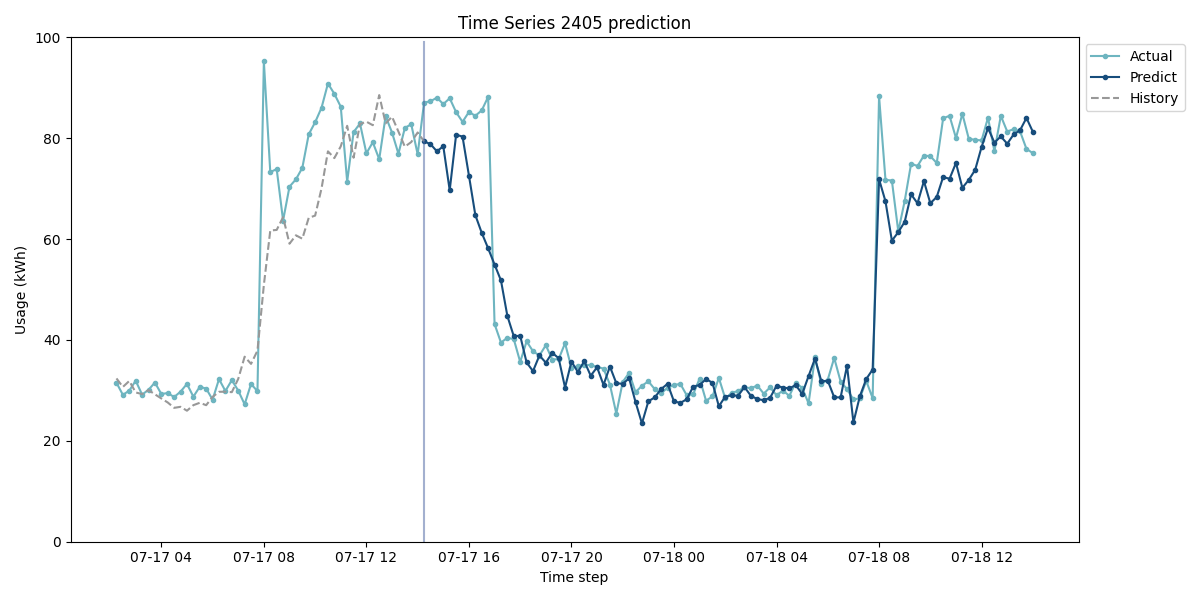 Time Series 2405 prediction
Actual
Predict
History
Usage (kWh)
100
80
60
40
20
0
07-17 04
07-17 08
07-17 12
07-17 16
07-17 20
07-18 00
07-18 04
07-18 08
07-18 12
Time step